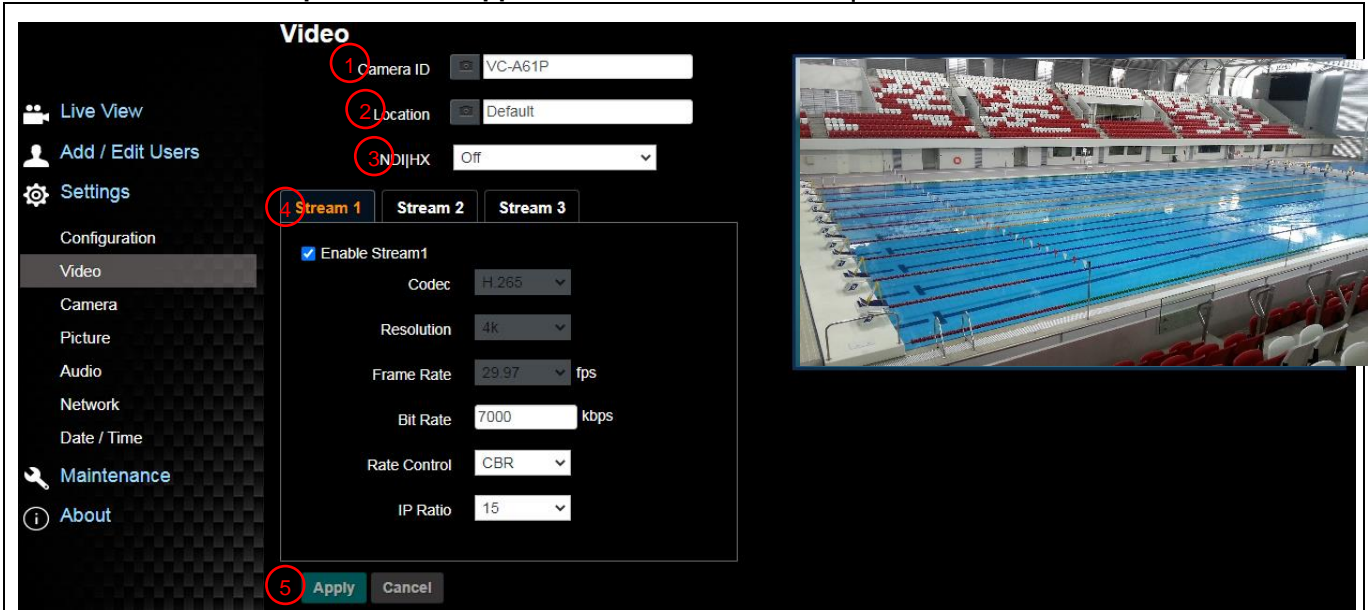 Video
1 Camera ID VC-A61P
2 Location Default
3 NDI|HX Off
Live View
Add / Edit Users
Settings
Configuration
Video
Camera
Picture
Audio
Network
Date / Time
Maintenance
About
4 Stream 1 Stream 2 Stream 3
Enable Stream1
Codec H.265
Resolution 4k
Frame Rate 29.97 fps
Bit Rate 7000 kbps
Rate Control CBR
IP Ratio 15
5 Apply Cancel